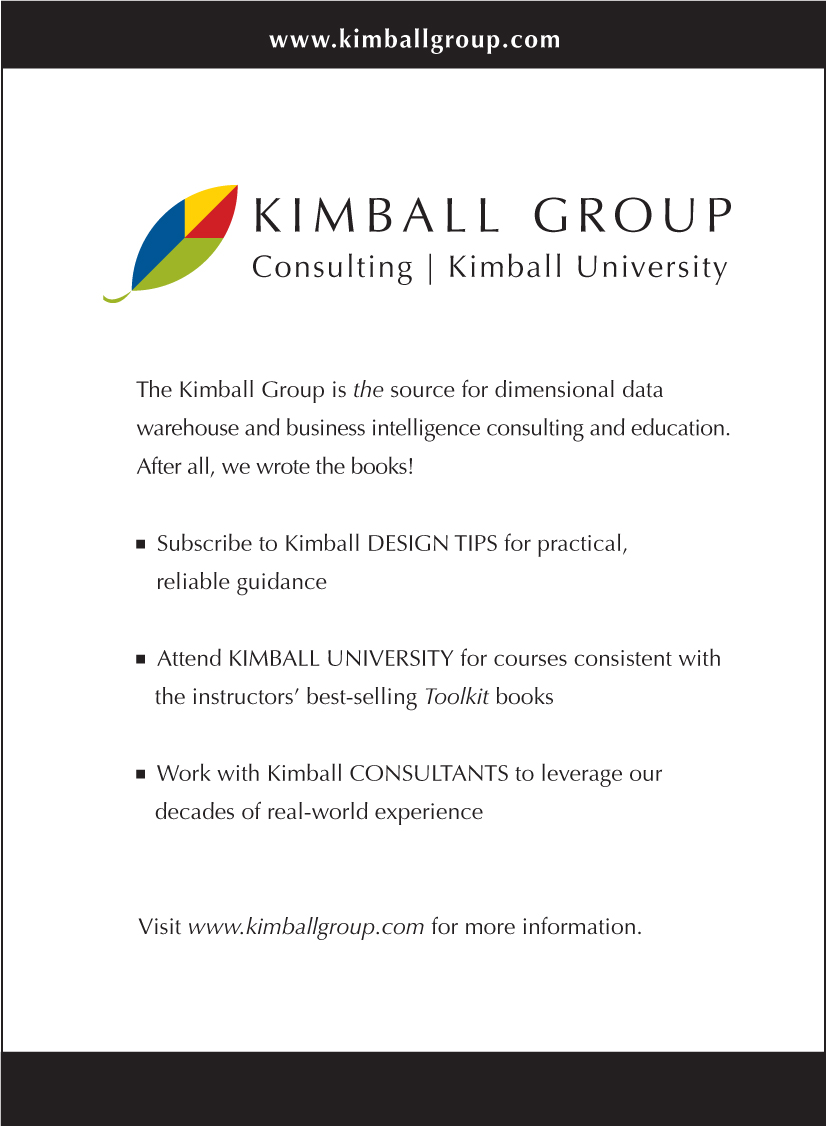 www.kimballgroup.com
KIMBALL GROUP
Consulting | Kimball University
The Kimball Group is the source for dimensional data
warehouse and business intelligence consulting and education.
After all, we wrote the books!
■ Subscribe to Kimball DESIGN TIPS for practical,
reliable guidance
■ Attend KIMBALL UNIVERSITY for courses consistent with
the instructors’ best-selling Toolkit books
■ Work with Kimball CONSULTANTS to leverage our
decades of real-world experience
Visit www.kimballgroup.com for more information.